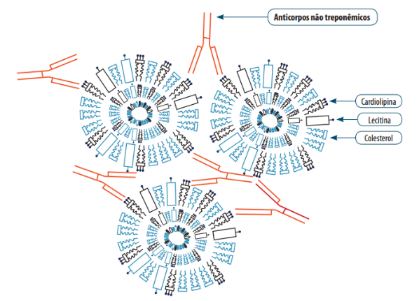 Anticorpos não treponêmicos
Cardiolipina
Lecitina
Colesterol